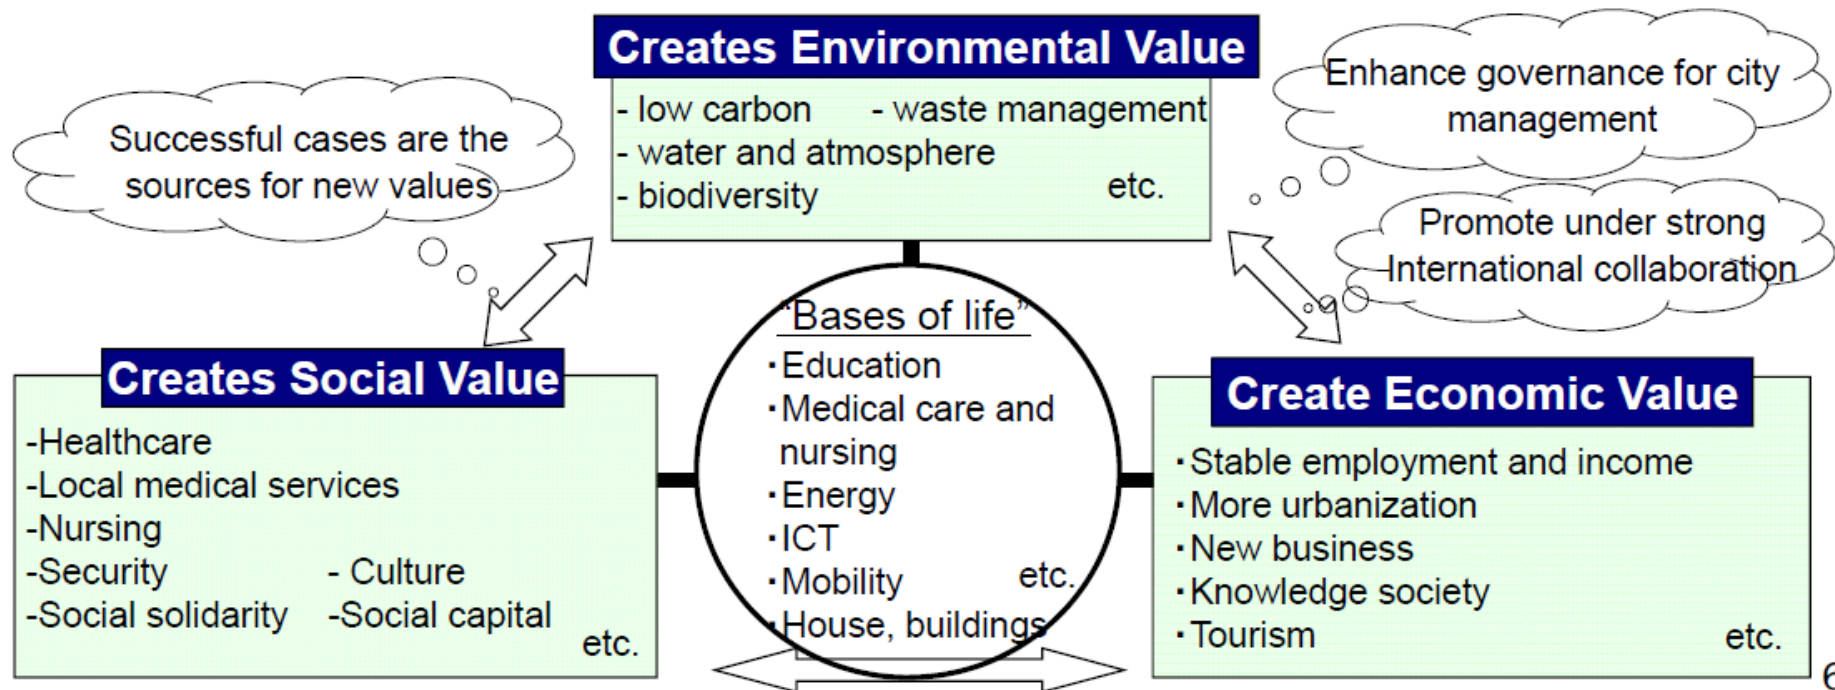 Creates Environmental Value
- low carbon - waste management
- water and atmosphere
- biodiversity etc.
Successful cases are the
sources for new values
Enhance governance for city
management
Promote under strong
International collaboration
"Bases of life"
・Education
・Medical care and
nursing
・Energy
・ICT
・Mobility etc.
・House, buildings
Creates Social Value
-Healthcare
-Local medical services
-Nursing
-Security - Culture
-Social solidarity -Social capital
etc.
Create Economic Value
・Stable employment and income
・More urbanization
・New business
・Knowledge society
・Tourism etc.
6